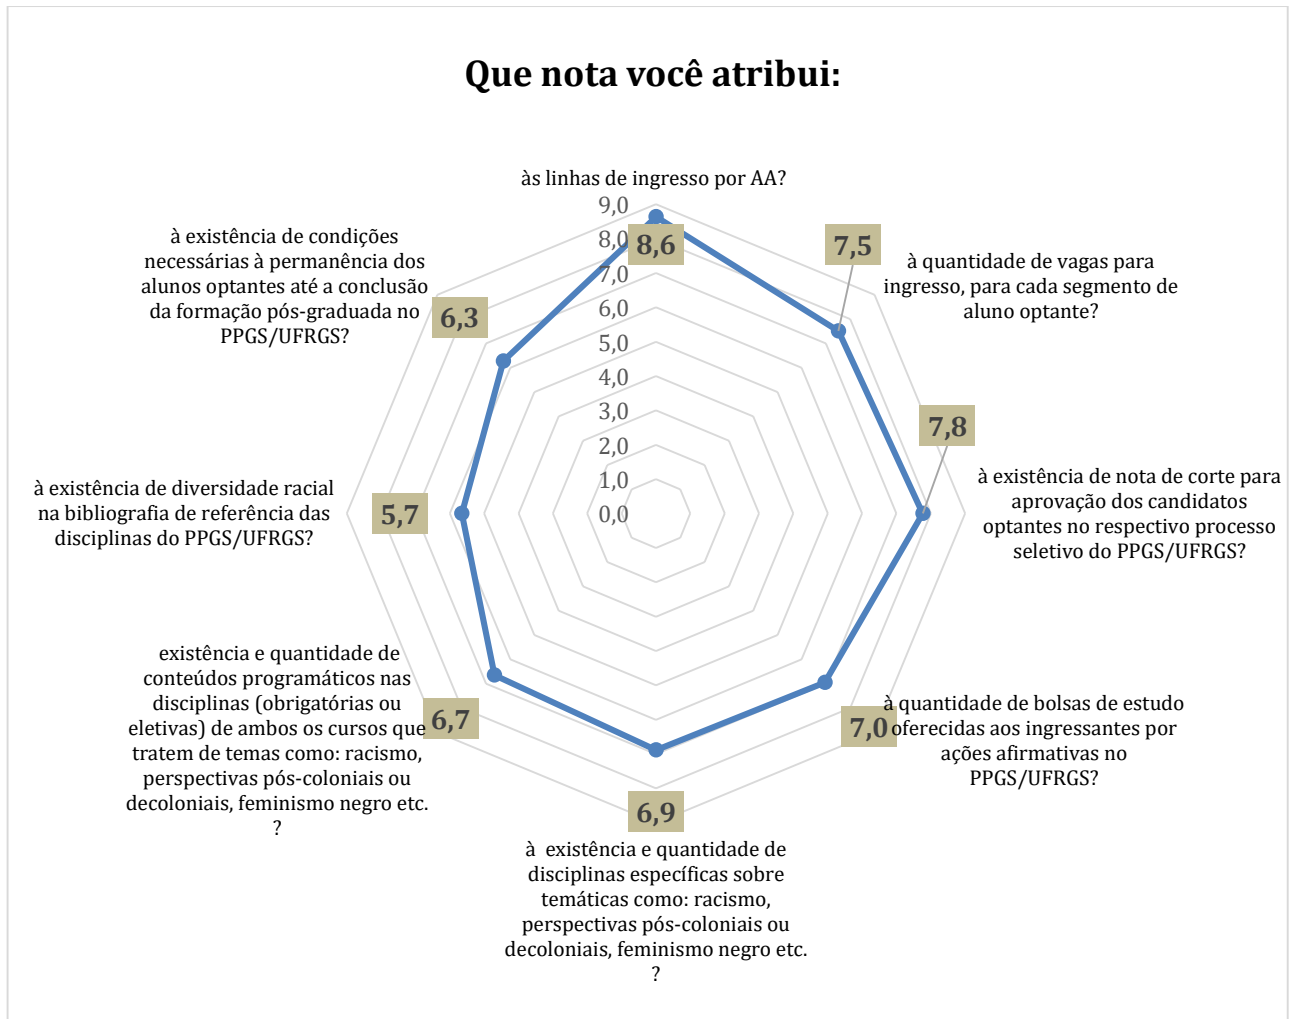 Que nota você atribui:
às linhas de ingresso por AA?
9,0
8,0
7,0
6,0
5,0
4,0
3,0
2,0
1,0
0,0
8,6
7,5
à quantidade de vagas para
ingresso, para cada segmento de
aluno optante?
7,8
à existência de nota de corte para
aprovação dos candidatos
optantes no respectivo processo
seletivo do PPGS/UFRGS?
7,0
à quantidade de bolsas de estudo
oferecidas aos ingressantes por
ações afirmativas no
PPGS/UFRGS?
6,9
à  existência e quantidade de
disciplinas específicas sobre
temáticas como: racismo,
perspectivas pós-coloniais ou
decoloniais, feminismo negro etc.
?
6,7
existência e quantidade de
conteúdos programáticos nas
disciplinas (obrigatórias ou
eletivas) de ambos os cursos que
tratem de temas como: racismo,
perspectivas pós-coloniais ou
decoloniais, feminismo negro etc.
?
5,7
à existência de diversidade racial
na bibliografia de referência das
disciplinas do PPGS/UFRGS?
6,3
à existência de condições
necessárias à permanência dos
alunos optantes até a conclusão
da formação pós-graduada no
PPGS/UFRGS?